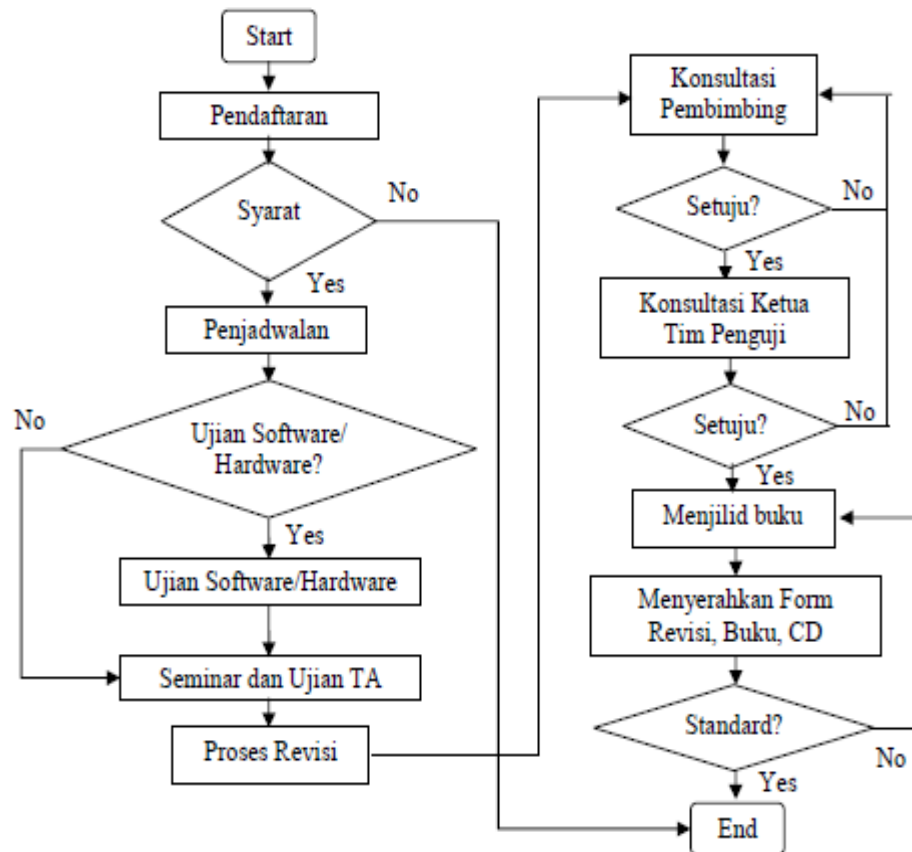 Start
Pendaftaran
Syarat
No
Yes
Penjadwalan
No
Ujian Software/
Hardware?
Yes
Ujian Software/Hardware
Seminar dan Ujian TA
Proses Revisi
Konsultasi
Pembimbing
Setuju?
No
Yes
Konsultasi Ketua
Tim Penguji
Setuju?
No
Yes
Menjilid buku
Menyerahkan Form
Revisi, Buku, CD
Standard?
No
Yes
End